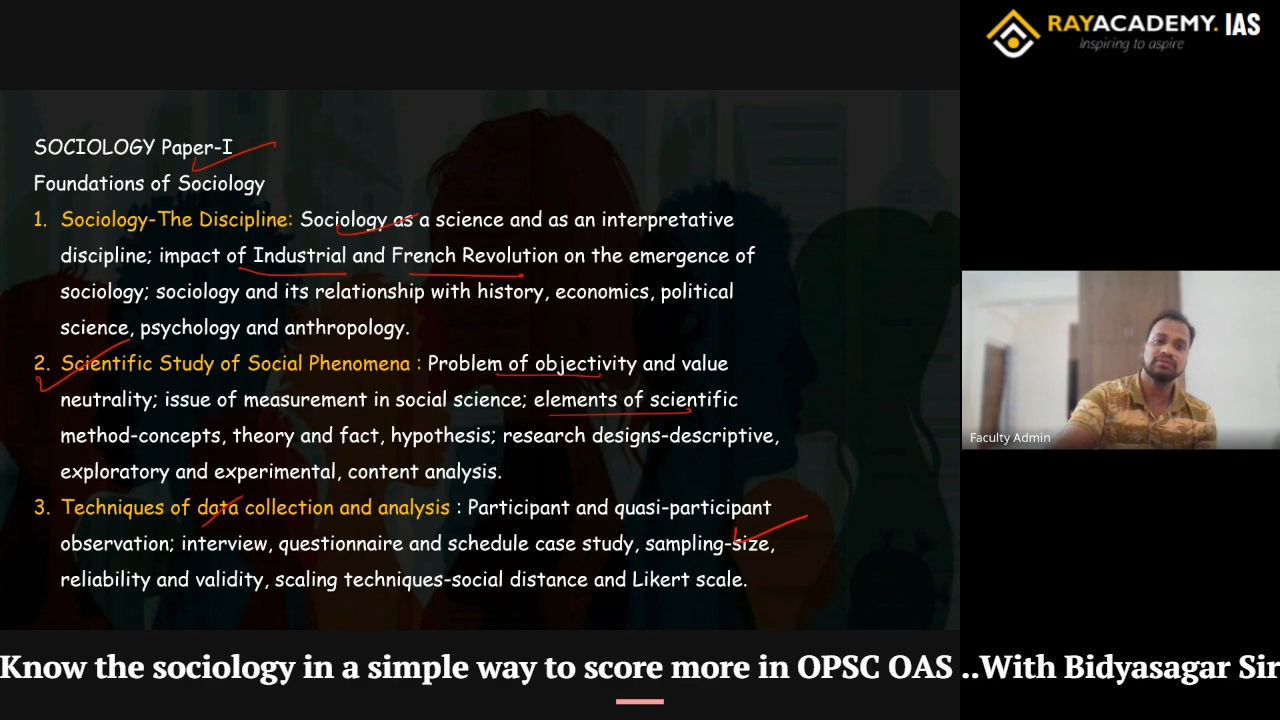 RAYACADEMY. IAS
Inspiring to aspire
SOCIOLOGY Paper-I
Foundations of Sociology
1. Sociology-The Discipline: Sociology as a science and as an interpretative
discipline; impact of Industrial and French Revolution on the emergence of
sociology; sociology and its relationship with history, economics, political
science, psychology and anthropology.
2. Scientific Study of Social Phenomena : Problem of objectivity and value
neutrality; issue of measurement in social science; elements of scientific
method-concepts, theory and fact, hypothesis; research designs-descriptive,
exploratory and experimental, content analysis.
3. Techniques of data collection and analysis : Participant and quasi-participant
observation; interview, questionnaire and schedule case study, sampling-size,
reliability and validity, scaling techniques-social distance and Likert scale.
Faculty Admin
Know the sociology in a simple way to score more in OPSC OAS ..With Bidyasagar Sir